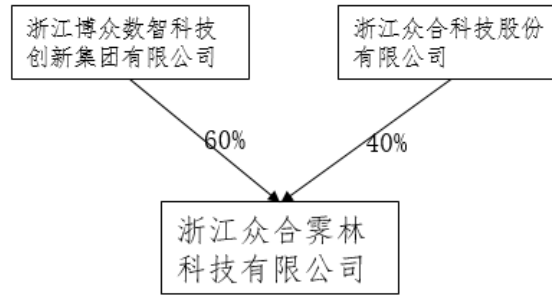 浙江博众数智科技
创新集团有限公司
浙江众合科技股份
有限公司
60%
40%
浙江众合霁林
科技有限公司